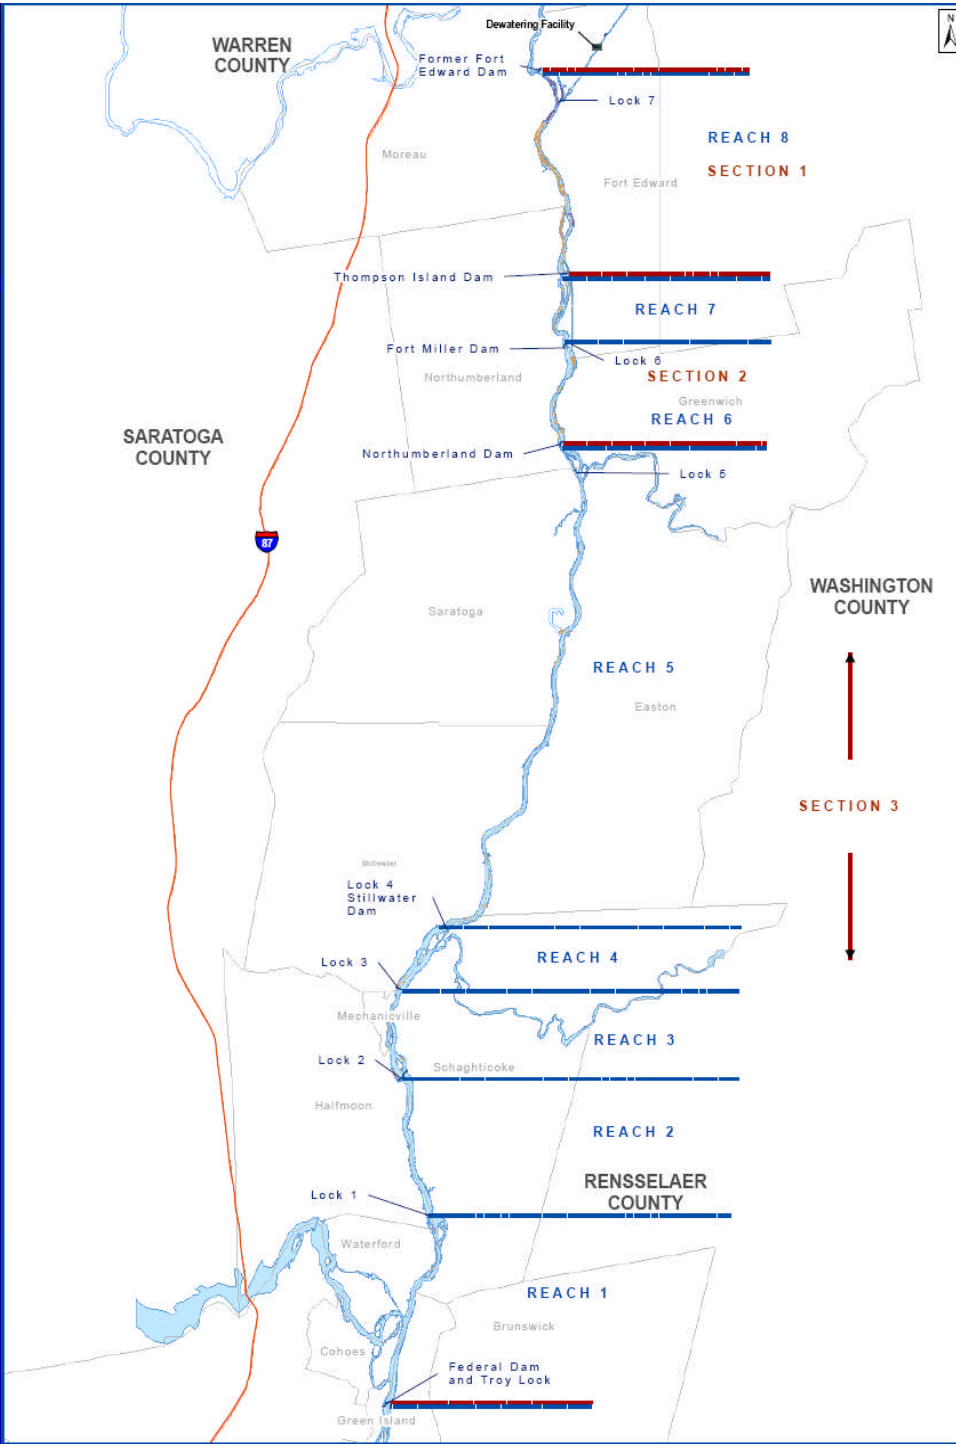 Dewatering Facility
N
WARREN
COUNTY
Former Fort
Edward Dam
Lock 7
REACH 8
Moreau
SECTION 1
Fort Edward
Thompson Island Dam
REACH 7
Fort Miller Dam
Lock 6
Northumberland
SECTION 2
Greenwich
REACH 6
SARATOGA
COUNTY
Northumberland Dam
Lock 5
87
WASHINGTON
COUNTY
Saratoga
REACH 5
Easton
SECTION 3
Stillwater
Lock 4
Stillwater
Dam
REACH 4
Lock 3
Mechanicville
REACH 3
Lock 2
Schaghticoke
Halfmoon
REACH 2
RENSSELAER
COUNTY
Lock 1
Waterford
REACH 1
Brunswick
Cohoes
Federal Dam
and Troy Lock
Green Island